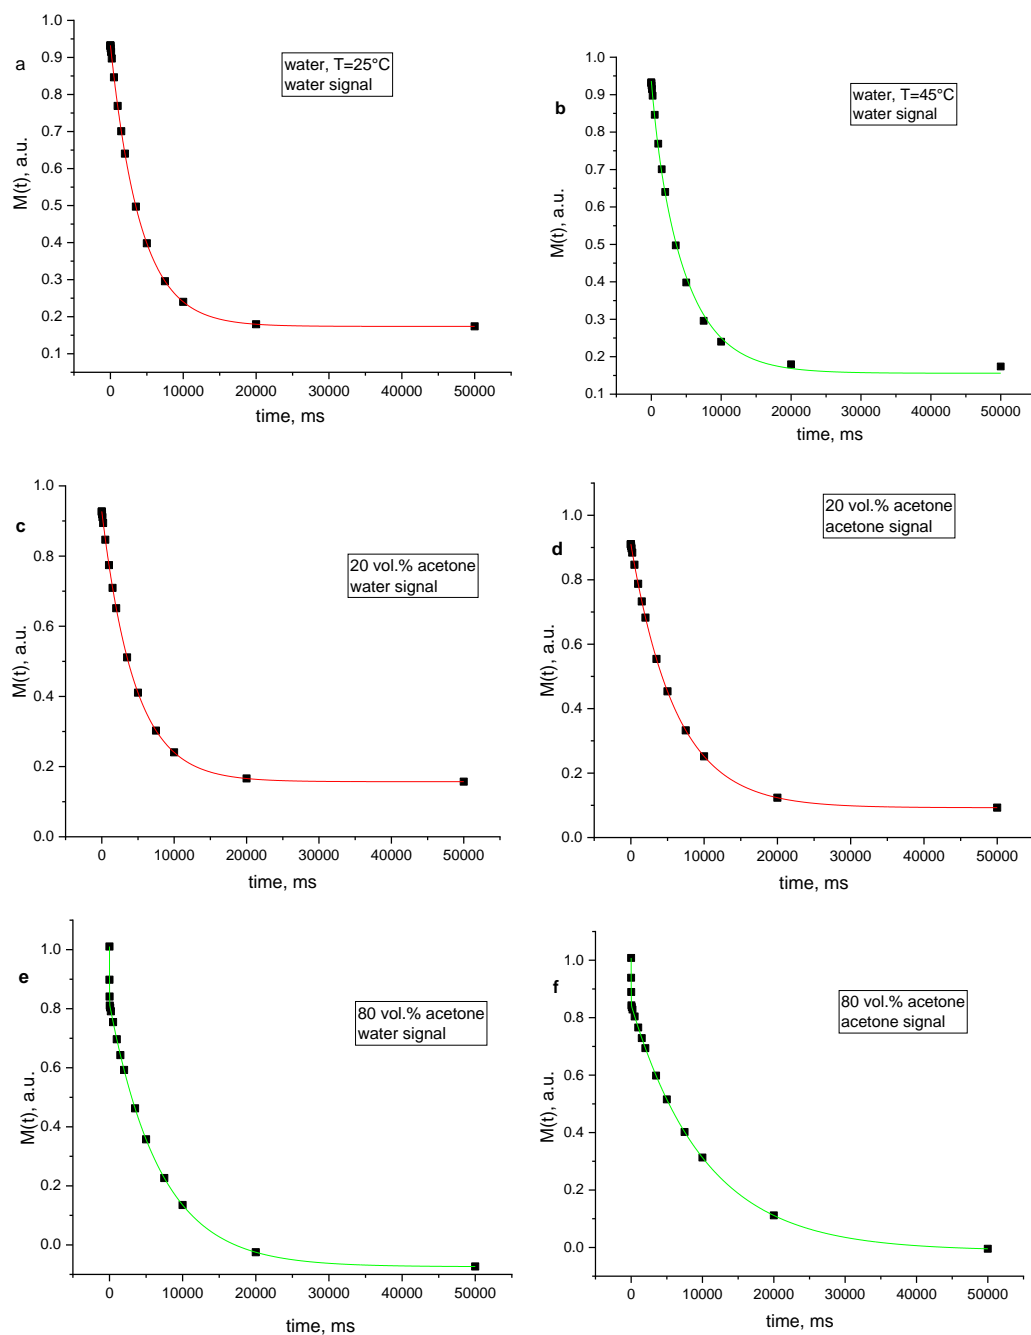 a
water, T=25°C
water signal
1.0
0.9
0.8
0.7
0.6
0.5
0.4
0.3
0.2
0.1
M(t), a.u.
0 10000 20000 30000 40000 50000
time, ms
b
water, T=45°C
water signal
1.0
0.9
0.8
0.7
0.6
0.5
0.4
0.3
0.2
0.1
M(t), a.u.
0 10000 20000 30000 40000 50000
time, ms
c
20 vol.% acetone
water signal
1.0
0.8
0.6
0.4
0.2
0.0
M(t), a.u.
0 10000 20000 30000 40000 50000
time, ms
d
20 vol.% acetone
acetone signal
1.0
0.8
0.6
0.4
0.2
0.0
M(t), a.u.
0 10000 20000 30000 40000 50000
time, ms
e
80 vol.% acetone
water signal
1.0
0.8
0.6
0.4
0.2
0.0
M(t), a.u.
0 10000 20000 30000 40000 50000
time, ms
f
80 vol.% acetone
acetone signal
1.0
0.8
0.6
0.4
0.2
0.0
M(t), a.u.
0 10000 20000 30000 40000 50000
time, ms